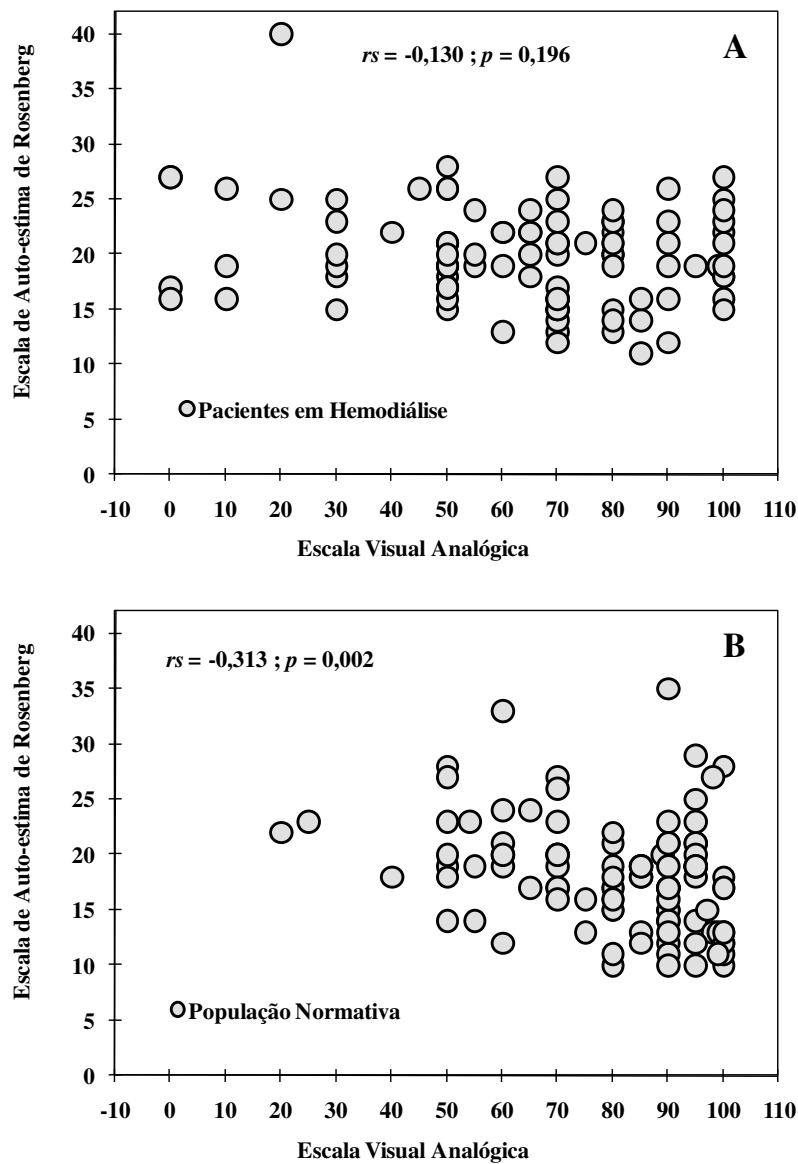 A
rs = -0,130 ; p = 0,196
Escala de Auto-estima de Rosenberg
40
35
30
25
20
15
10
5
0
Pacientes em Hemodiálise
-10 0 10 20 30 40 50 60 70 80 90 100 110
Escala Visual Analógica
B
rs = -0,313 ; p = 0,002
Escala de Auto-estima de Rosenberg
40
35
30
25
20
15
10
5
0
População Normativa
-10 0 10 20 30 40 50 60 70 80 90 100 110
Escala Visual Analógica